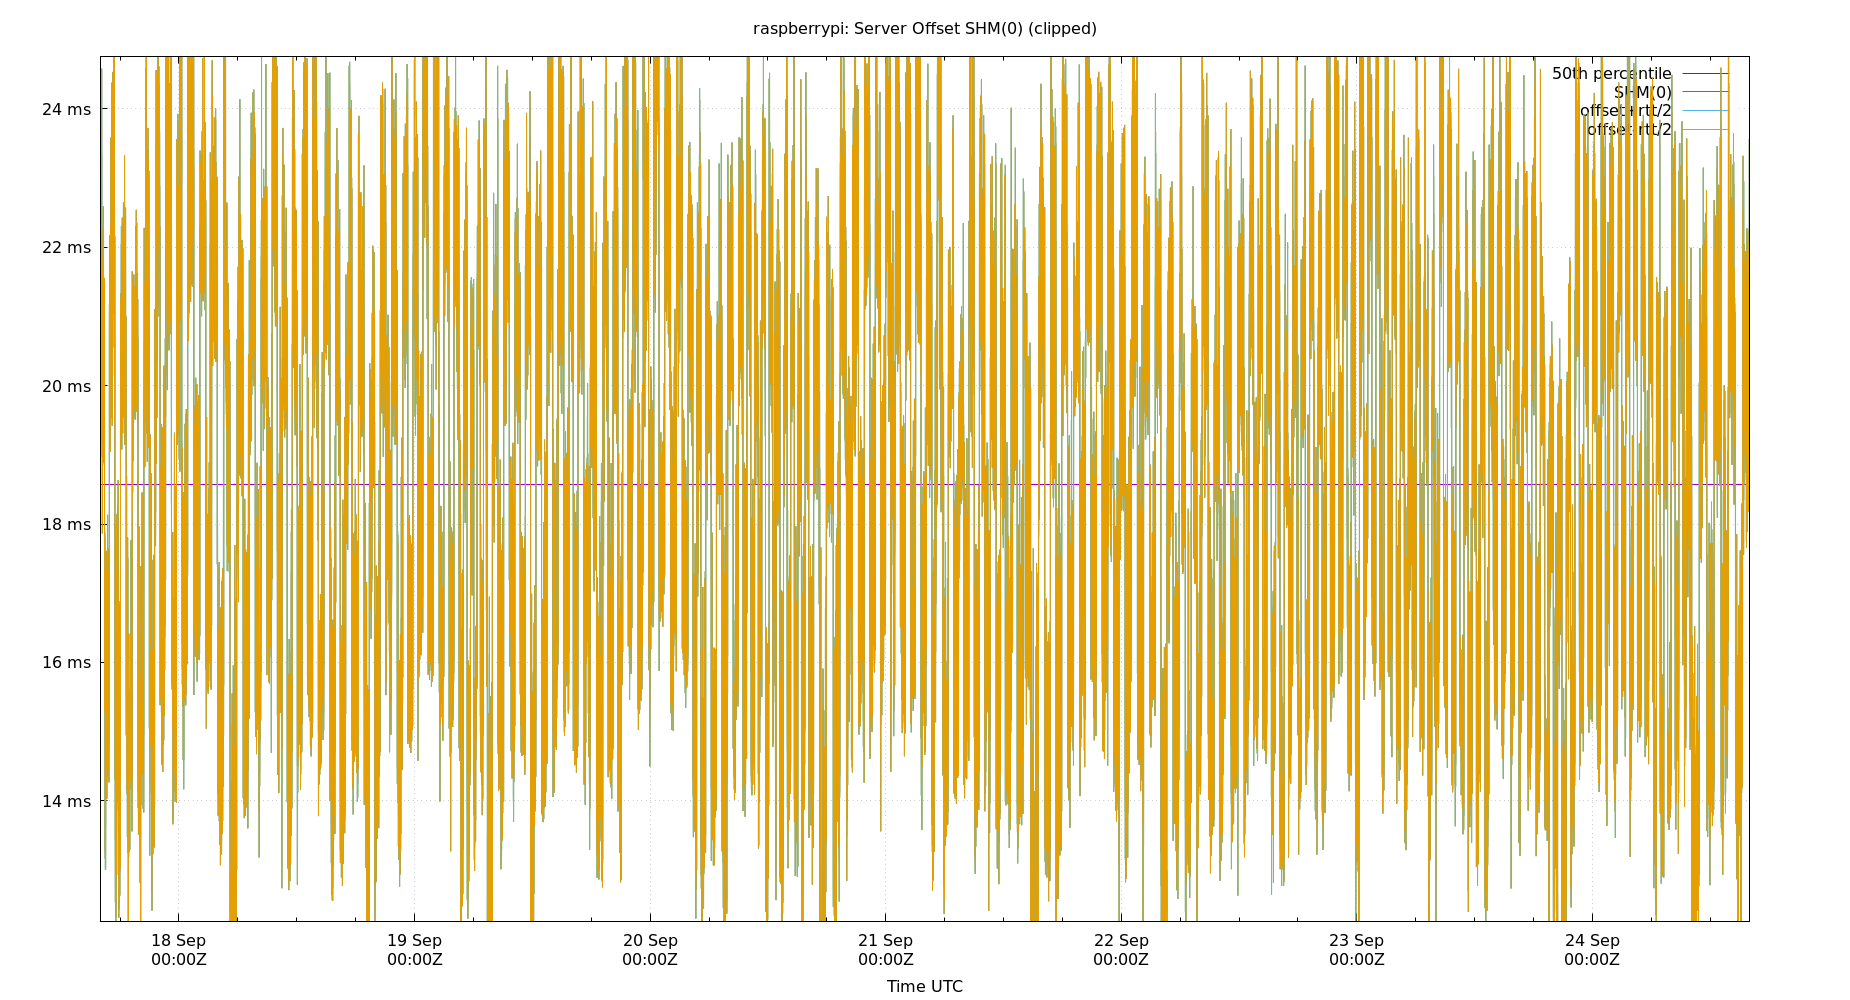 raspberrypi: Server Offset SHM(0) (clipped)
50th percentile
SHM(0)
offset+rtt/2
offset-rtt/2
24 ms
22 ms
20 ms
18 ms
16 ms
14 ms
18 Sep
00:00Z
19 Sep
00:00Z
20 Sep
00:00Z
21 Sep
00:00Z
22 Sep
00:00Z
23 Sep
00:00Z
24 Sep
00:00Z
Time UTC